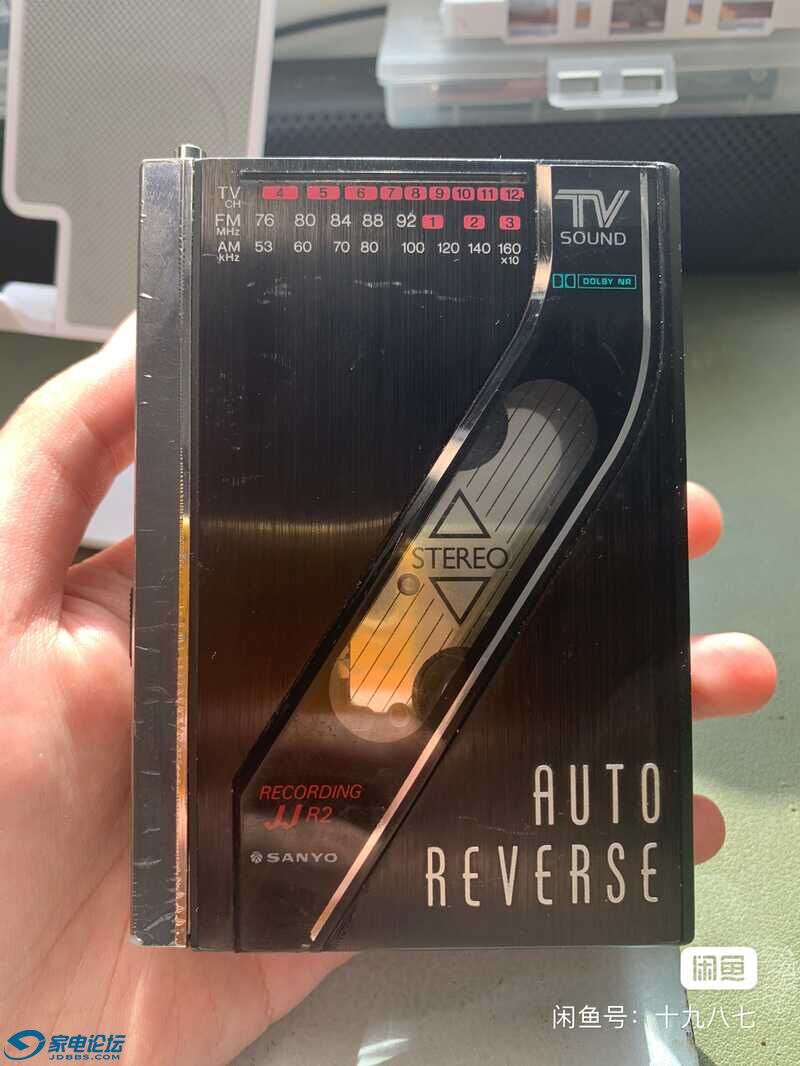 TV CH 4 5 6 7 8 9 10 11 12
FM MHz 76 80 84 88 92 1 2 3
AM kHz 53 60 70 80 100 120 140 160 x10
TV
SOUND
DOLBY NR
STEREO
RECORDING
JJ R2
SANYO
AUTO
REVERSE
闲鱼
闲鱼号：十九八七
家电论坛
JDBBS.COM